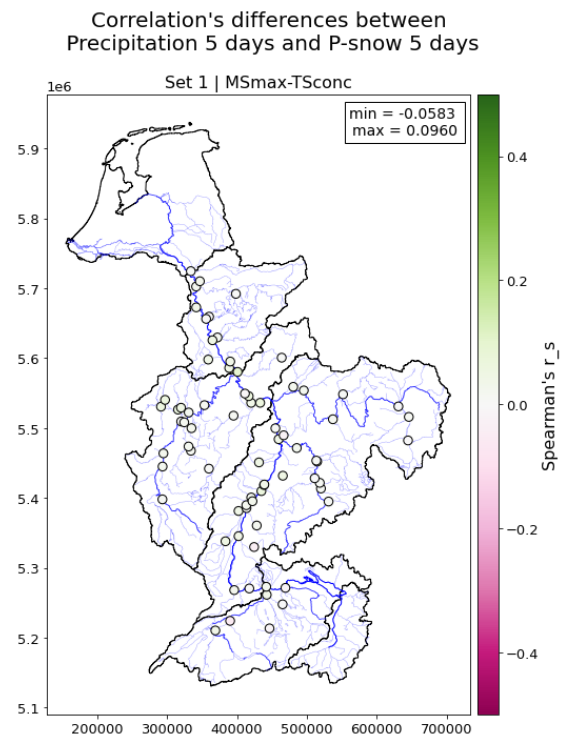 Correlation's differences between
Precipitation 5 days and P-snow 5 days
Set 1 | MSmax-TSconc
1e6
min = -0.0583
max = 0.0960
5.9
5.8
5.7
5.6
5.5
5.4
5.3
5.2
5.1
200000 300000 400000 500000 600000 700000
0.4
0.2
0.0
−0.2
−0.4
Spearman's r_s